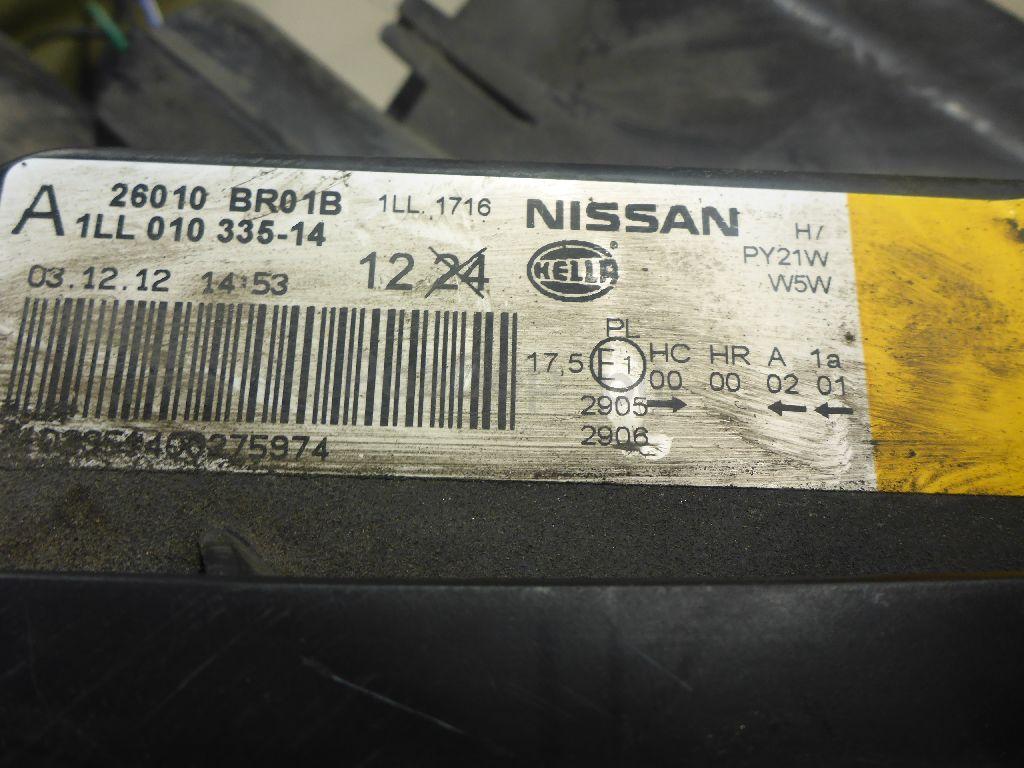 A 26010 BR01B 1LL 1716 NISSAN
1LL 010 335-14
H7
PY21W
W5W
03.12.12 14:53 12 24 HELLA ®
PL
17,5 E1 HC HR A 1a
00 00 02 01
2905 → ← ←
2906